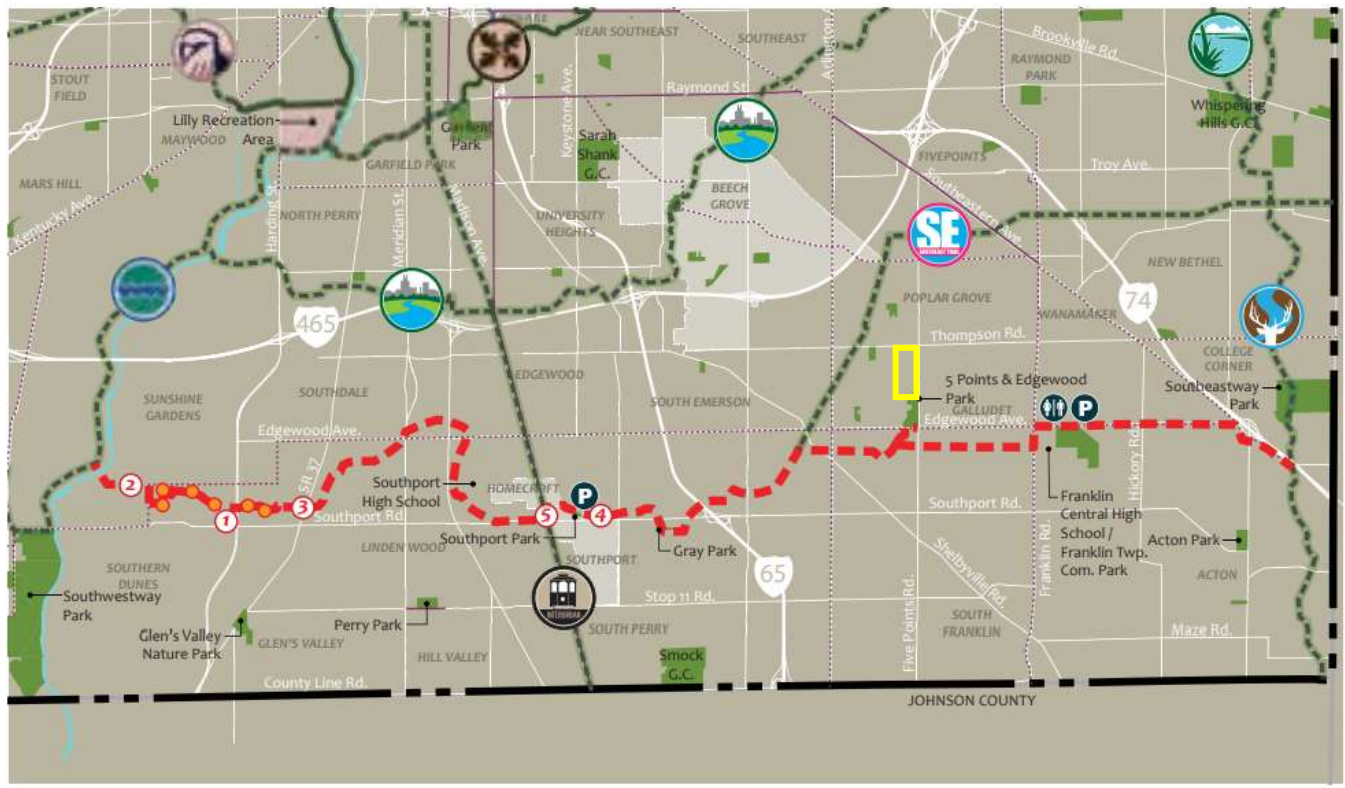 NEAR SOUTHEAST
SOUTHEAST
Arlington
Brookville Rd.
RAYMOND
PARK
STOUT
FIELD
Raymond St.
Keystone Ave.
Whispering
Hills G.C.
Lilly Recreation
Area
MAYWOOD
Garfield
Park
Sarah
Shank
G.C.
GARFIELD PARK
FIVEPOINTS
Troy Ave.
MARS HILL
BEECH
GROVE
Southeastern Ave.
Kentucky Ave.
Harding St.
NORTH PERRY
Meridian St.
Madison Ave.
UNIVERSITY
HEIGHTS
SE
NEW BETHEL
POPLAR GROVE
74
WANAMAKER
465
Thompson Rd.
COLLEGE
CORNER
EDGEWOOD
SUNSHINE
GARDENS
SOUTHDALE
SOUTH EMERSON
5 Points & Edgewood
Park
GALLUDET
Southeastway
Park
P
Edgewood Ave.
Edgewood Ave.
Hickory Rd.
SR 37
Southport
High School
HOMECROFT
P
2
1
3
Southport Rd.
5
4
Southport Park
Southport Rd.
Franklin
Central High
School /
Franklin Twp.
Com. Park
Gray Park
LINDEN WOOD
SOUTHPORT
Shelbyville Rd.
Franklin Rd.
Acton Park
ACTON
65
SOUTHERN
DUNES
Southwestway
Park
INTERURBAN
Stop 11 Rd.
Five Points Rd.
SOUTH
FRANKLIN
Maze Rd.
Perry Park
SOUTH PERRY
Glen's Valley
Nature Park
GLEN'S VALLEY
HILL VALLEY
Smock
G.C.
County Line Rd.
JOHNSON COUNTY